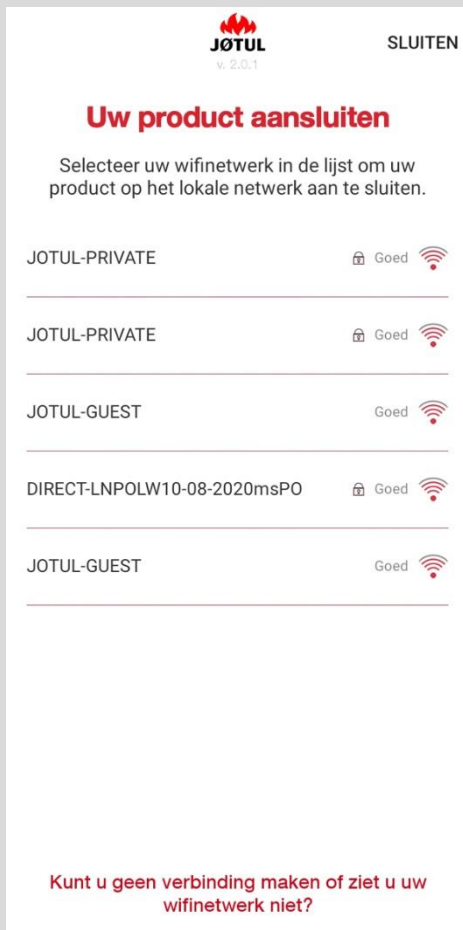 JØTUL
SLUITEN
v. 2.0.1
Uw product aansluiten
Selecteer uw wifinetwerk in de lijst om uw
product op het lokale netwerk aan te sluiten.
JOTUL-PRIVATE Goed
JOTUL-PRIVATE Goed
JOTUL-GUEST Goed
DIRECT-LNPOLW10-08-2020msPO Goed
JOTUL-GUEST Goed
Kunt u geen verbinding maken of ziet u uw
wifinetwerk niet?